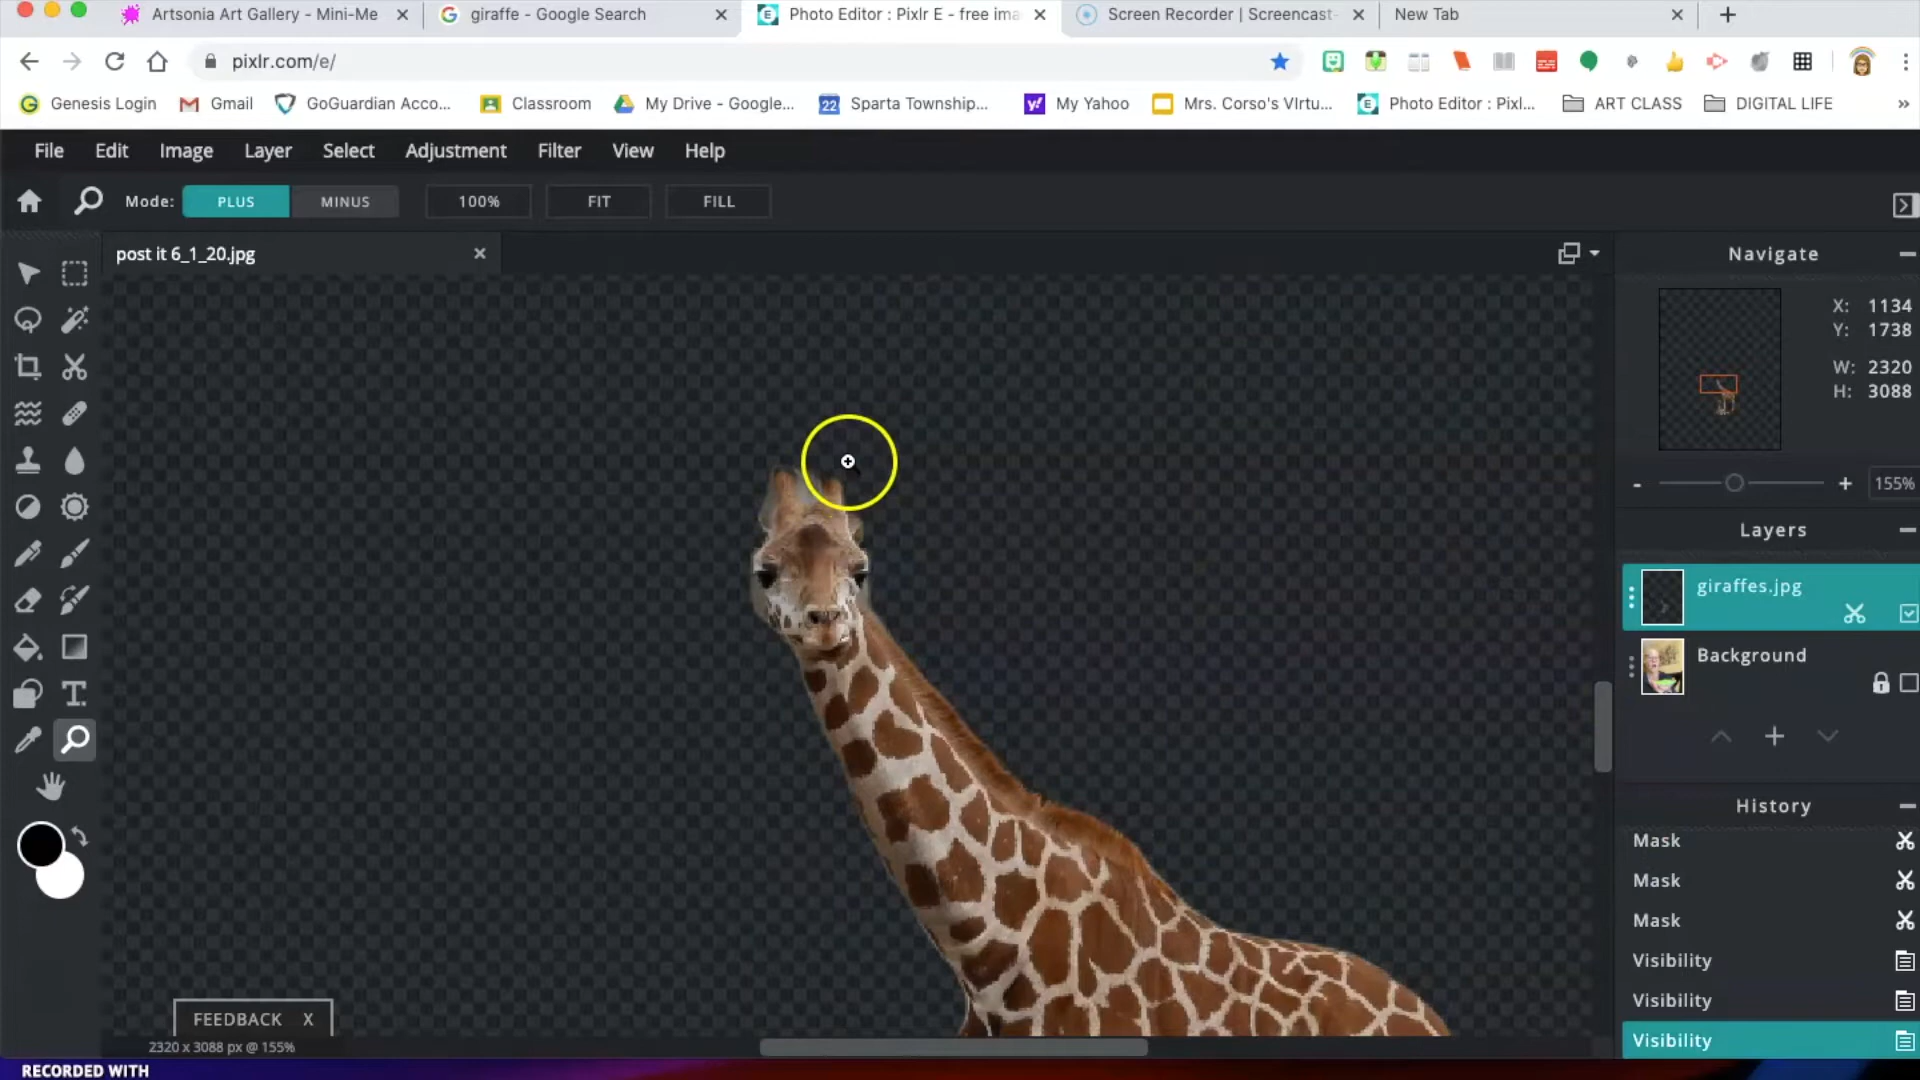 Artsonia Art Gallery - Mini-Me
giraffe - Google Search
Photo Editor : Pixlr E - free ima
Screen Recorder | Screencast-
New Tab
pixlr.com/e/
Genesis Login
Gmail
GoGuardian Acco...
Classroom
My Drive - Google...
22
Sparta Township...
My Yahoo
Mrs. Corso's VIrtu...
Photo Editor : Pixl...
ART CLASS
DIGITAL LIFE
File
Edit
Image
Layer
Select
Adjustment
Filter
View
Help
Mode:
PLUS
MINUS
100%
FIT
FILL
post it 6_1_20.jpg
Navigate
X: 1134
Y: 1738
W: 2320
H: 3088
155%
Layers
giraffes.jpg
Background
History
Mask
Mask
Mask
Visibility
Visibility
Visibility
FEEDBACK X
2320 x 3088 px @ 155%
RECORDED WITH